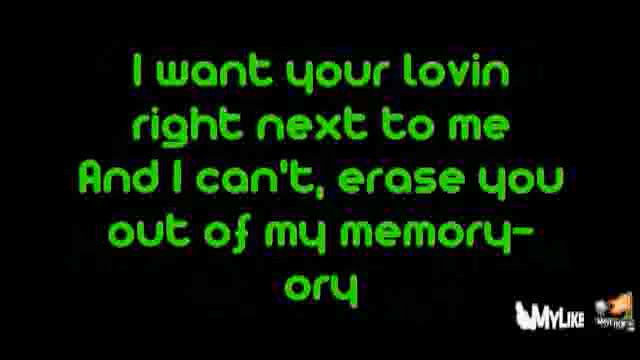 I want your lovin
right next to me
And I can't, erase you
out of my memory-
ory
MyLike